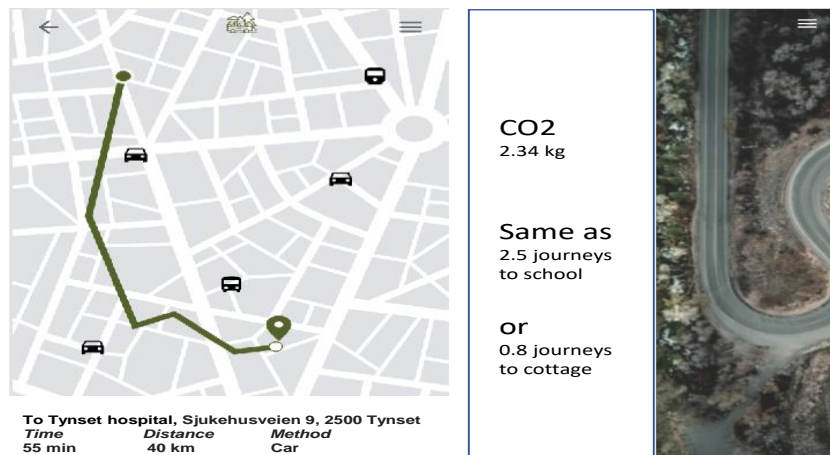 To Tynset hospital, Sjukehusveien 9, 2500 Tynset
Time Distance Method
55 min 40 km Car
CO2
2.34 kg
Same as
2.5 journeys
to school
or
0.8 journeys
to cottage